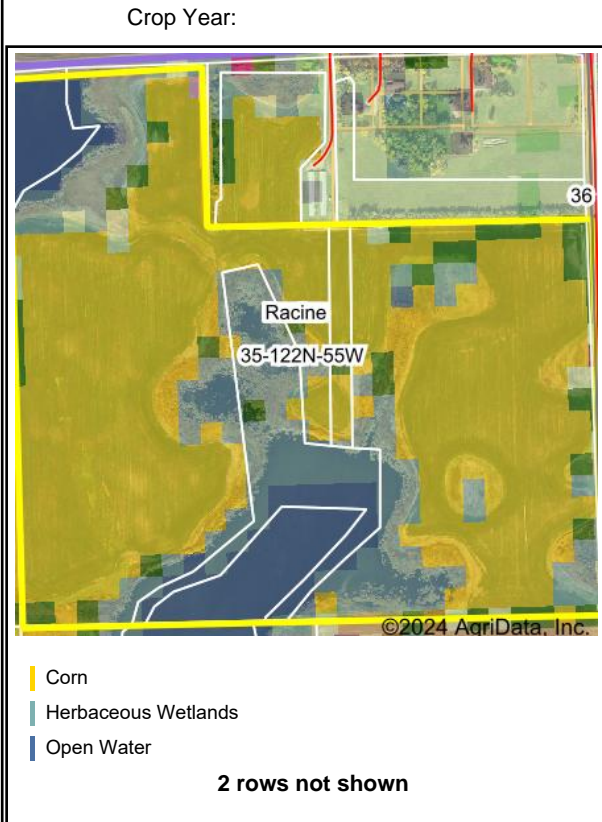 Crop Year:
36
Racine
35-122N-55W
©2024 AgriData, Inc.
Corn
Herbaceous Wetlands
Open Water
2 rows not shown